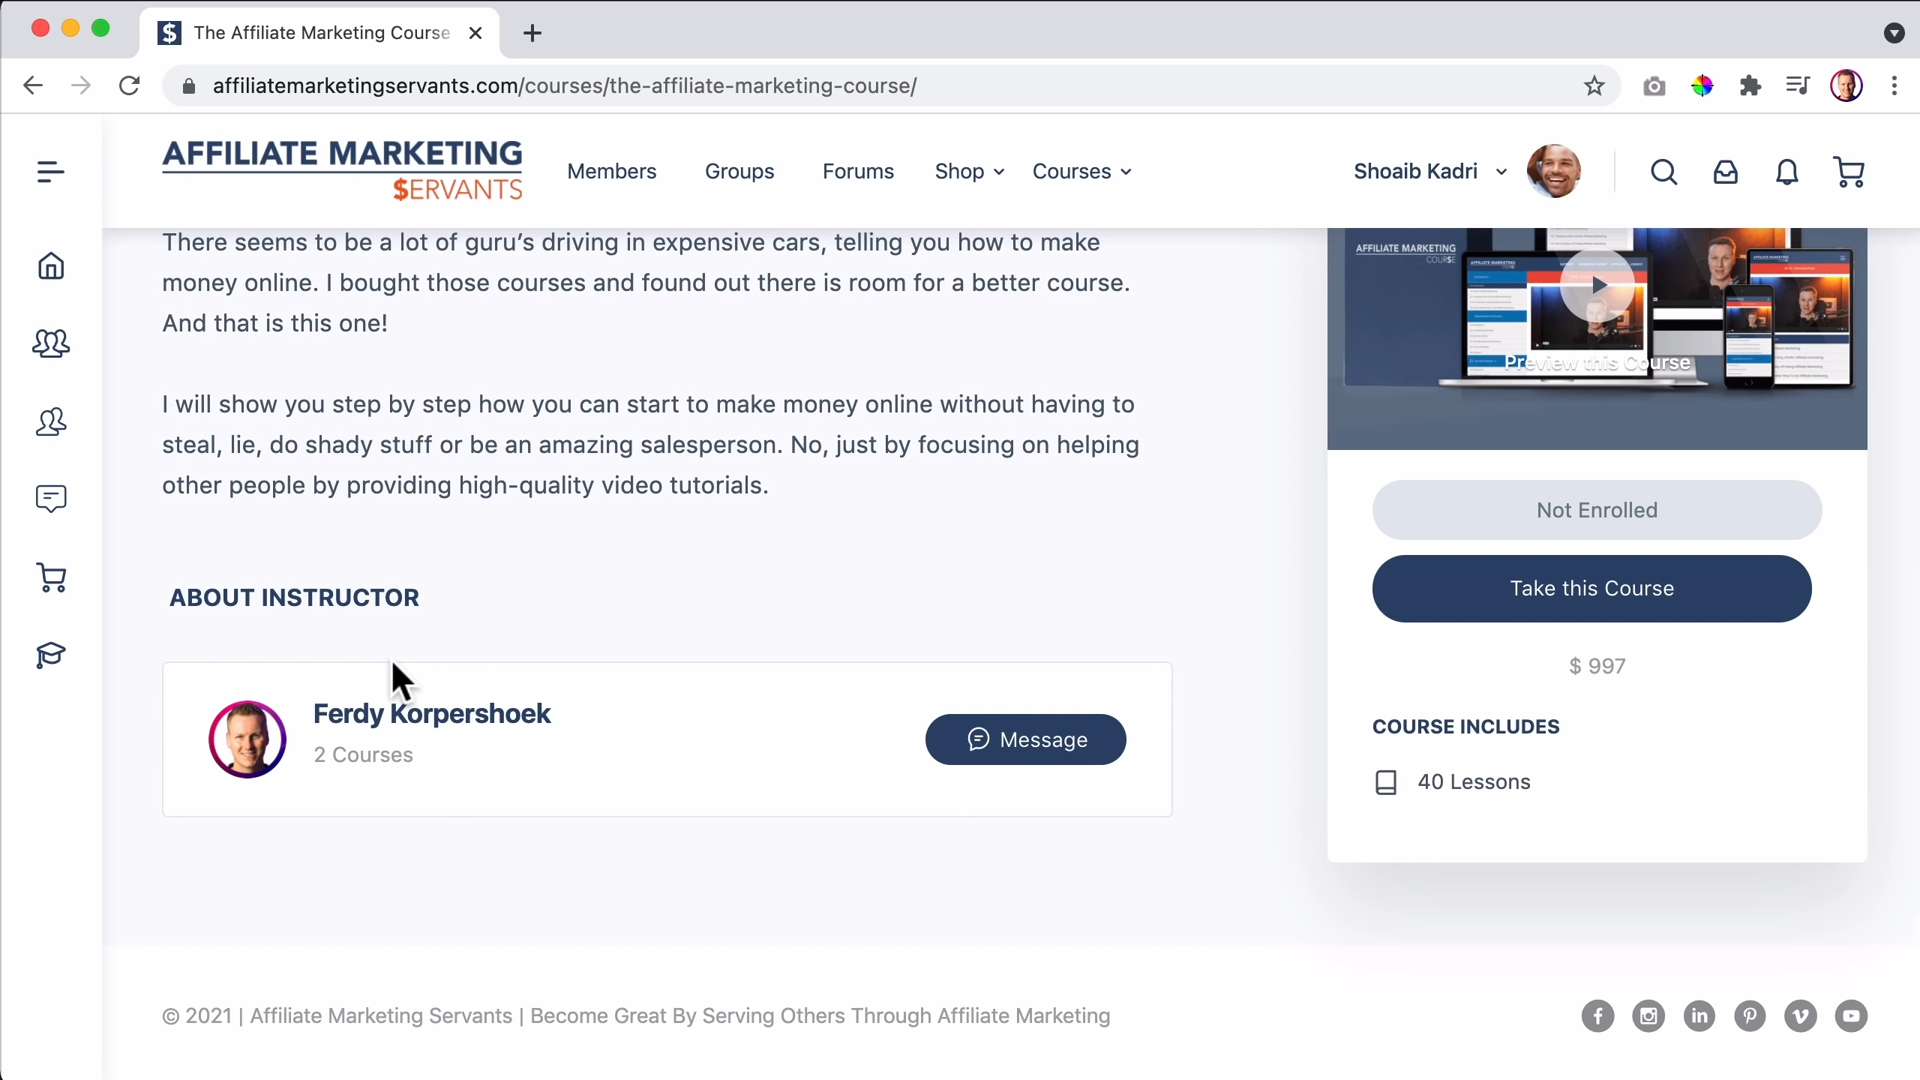 The Affiliate Marketing Course
affiliatemarketingservants.com/courses/the-affiliate-marketing-course/
AFFILIATE MARKETING
$ERVANTS
Members Groups Forums Shop Courses Shoaib Kadri
There seems to be a lot of guru's driving in expensive cars, telling you how to make
money online. I bought those courses and found out there is room for a better course.
And that is this one!
I will show you step by step how you can start to make money online without having to
steal, lie, do shady stuff or be an amazing salesperson. No, just by focusing on helping
other people by providing high-quality video tutorials.
ABOUT INSTRUCTOR
Ferdy Korpershoek
2 Courses
Message
AFFILIATE MARKETING
COUR$E
Preview this Course
Not Enrolled
Take this Course
$ 997
COURSE INCLUDES
40 Lessons
© 2021 | Affiliate Marketing Servants | Become Great By Serving Others Through Affiliate Marketing